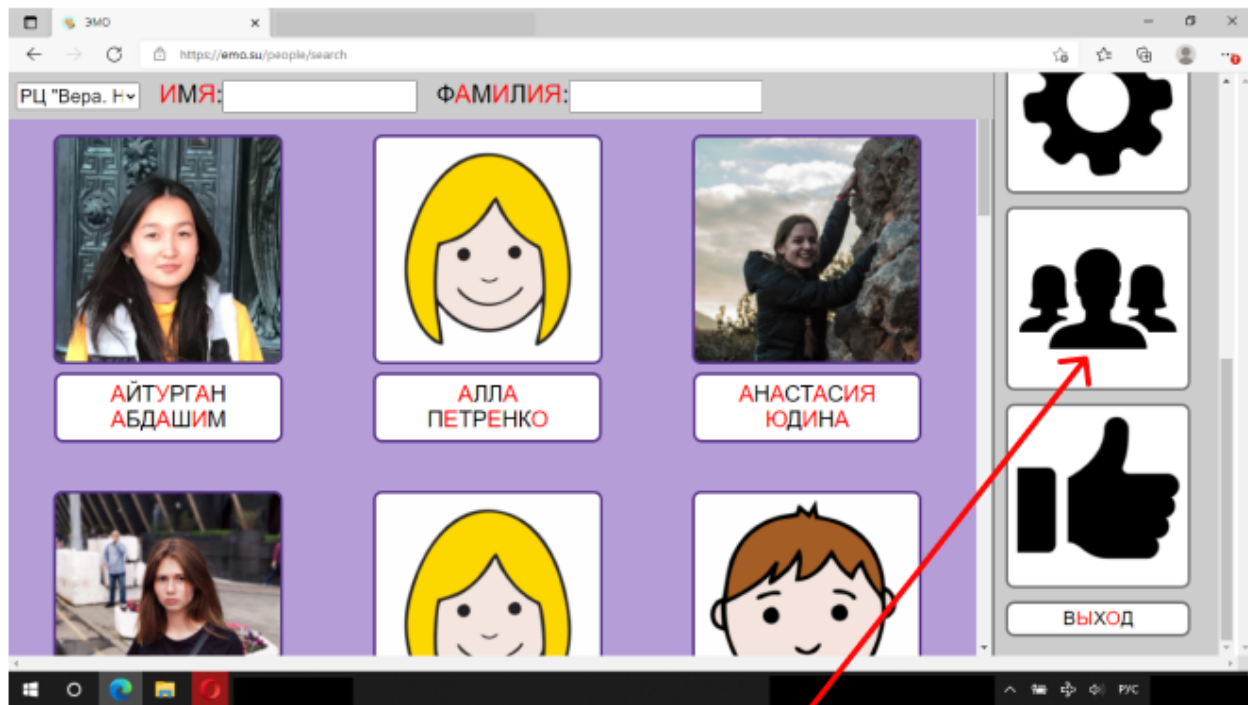 ЭМО
https://emo.su/people/search
РЦ "Вера. Н
ИМЯ:
ФАМИЛИЯ:
АЙТУРГАН
АБДАШИМ
АЛЛА
ПЕТРЕНКО
АНАСТАСИЯ
ЮДИНА
ВЫХОД
РУС